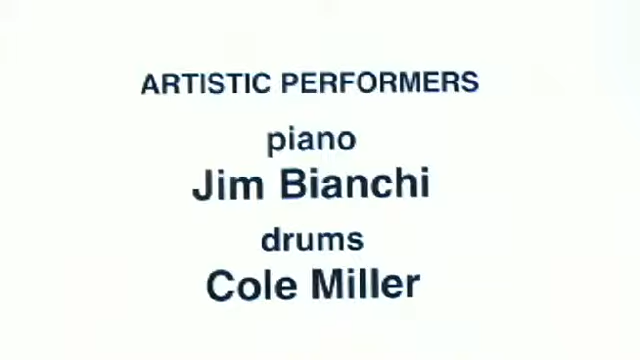 ARTISTIC PERFORMERS
piano
Jim Bianchi
drums
Cole Miller